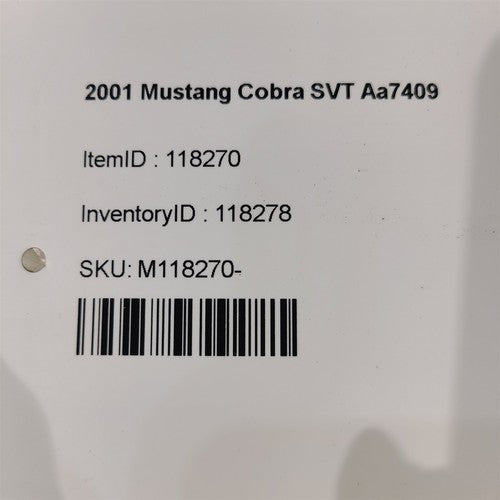 2001 Mustang Cobra SVT Aa7409
ItemID : 118270
InventoryID : 118278
SKU: M118270-